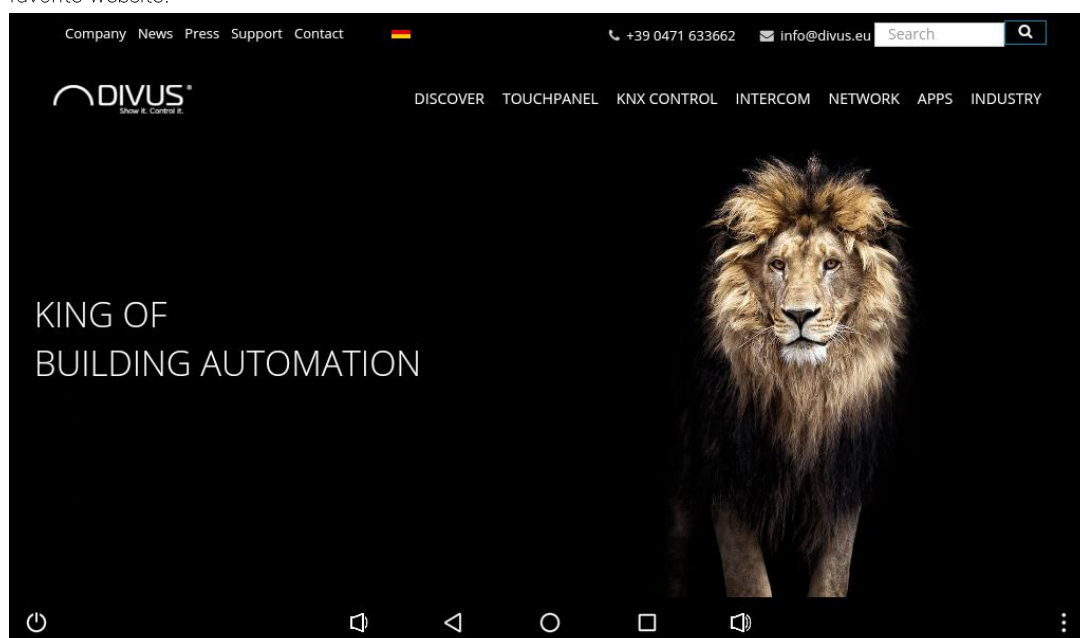 favorite website.
Company News Press Support Contact +39 0471 633662 info@divus.eu Search
DIVUS®
Show it. Control it.
DISCOVER TOUCHPANEL KNX CONTROL INTERCOM NETWORK APPS INDUSTRY
KING OF
BUILDING AUTOMATION